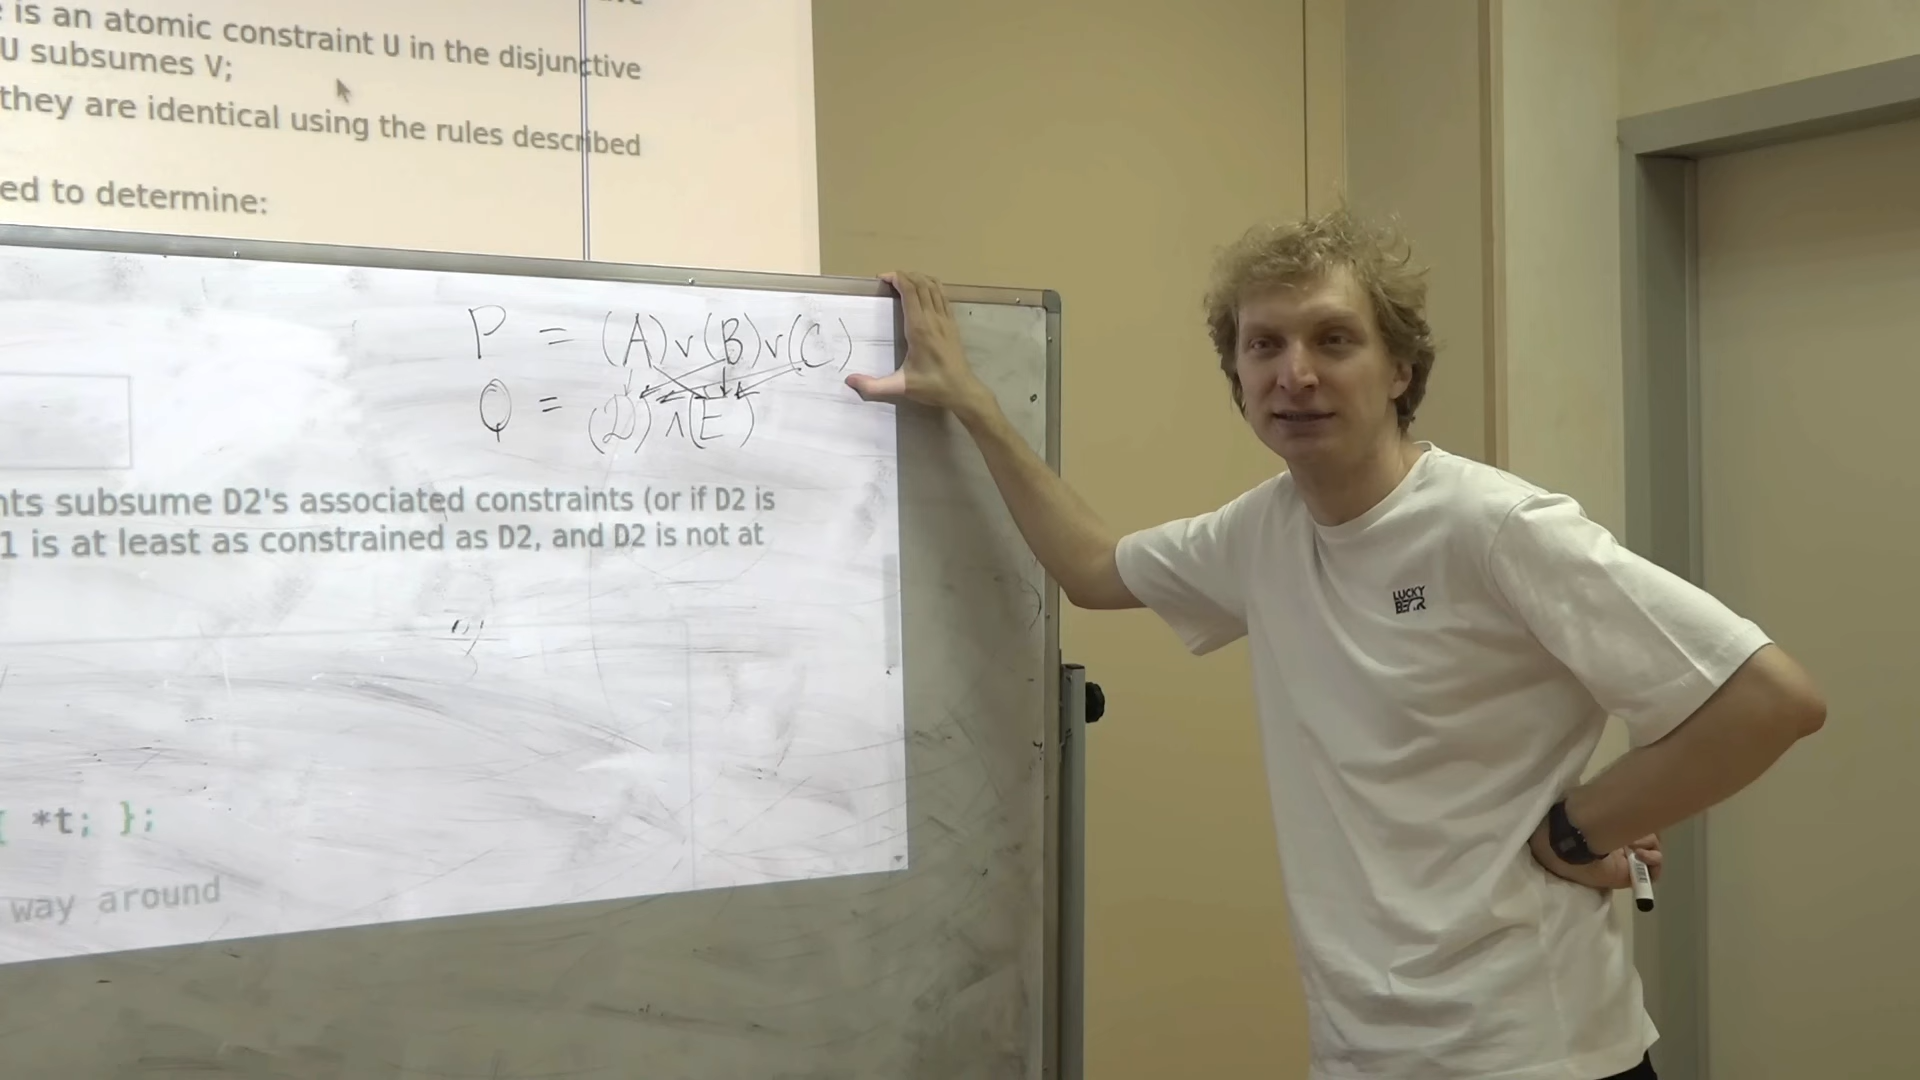 is an atomic constraint U in the disjunctive
U subsumes V;
they are identical using the rules described
ed to determine:
P = (A)v(B)v(C)
Q = (D)∧(E)
nts subsume D2's associated constraints (or if D2 is
1 is at least as constrained as D2, and D2 is not at
*t; };
way around
LUCKY
BEAR